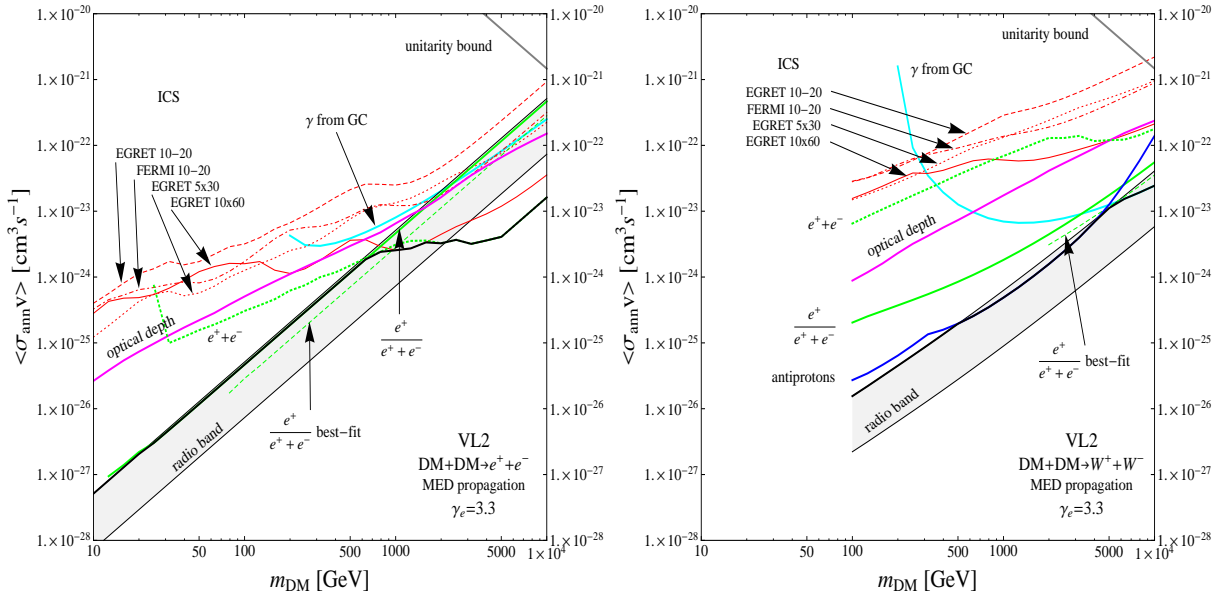 1.×10⁻²⁰
1.×10⁻²¹
1.×10⁻²²
1.×10⁻²³
1.×10⁻²⁴
1.×10⁻²⁵
1.×10⁻²⁶
1.×10⁻²⁷
1.×10⁻²⁸
<σ_ann v> [cm³ s⁻¹]
unitarity bound
ICS
γ from GC
EGRET 10−20
FERMI 10−20
EGRET 5x30
EGRET 10x60
optical depth
e⁺+e⁻
e⁺
e⁺+e⁻
e⁺
e⁺+e⁻ best−fit
radio band
VL2
DM+DM→e⁺+e⁻
MED propagation
γ_e=3.3
10 50 100 500 1000 5000 1×10⁴
m_DM [GeV]
1.×10⁻²⁰
1.×10⁻²¹
1.×10⁻²²
1.×10⁻²³
1.×10⁻²⁴
1.×10⁻²⁵
1.×10⁻²⁶
1.×10⁻²⁷
1.×10⁻²⁸
1.×10⁻²⁰
1.×10⁻²¹
1.×10⁻²²
1.×10⁻²³
1.×10⁻²⁴
1.×10⁻²⁵
1.×10⁻²⁶
1.×10⁻²⁷
1.×10⁻²⁸
<σ_ann v> [cm³ s⁻¹]
unitarity bound
ICS
γ from GC
EGRET 10−20
FERMI 10−20
EGRET 5x30
EGRET 10x60
e⁺+e⁻
optical depth
e⁺
e⁺+e⁻
e⁺
e⁺+e⁻ best−fit
antiprotons
radio band
VL2
DM+DM→W⁺+W⁻
MED propagation
γ_e=3.3
10 50 100 500 1000 5000 1×10⁴
m_DM [GeV]
1.×10⁻²⁰
1.×10⁻²¹
1.×10⁻²²
1.×10⁻²³
1.×10⁻²⁴
1.×10⁻²⁵
1.×10⁻²⁶
1.×10⁻²⁷
1.×10⁻²⁸